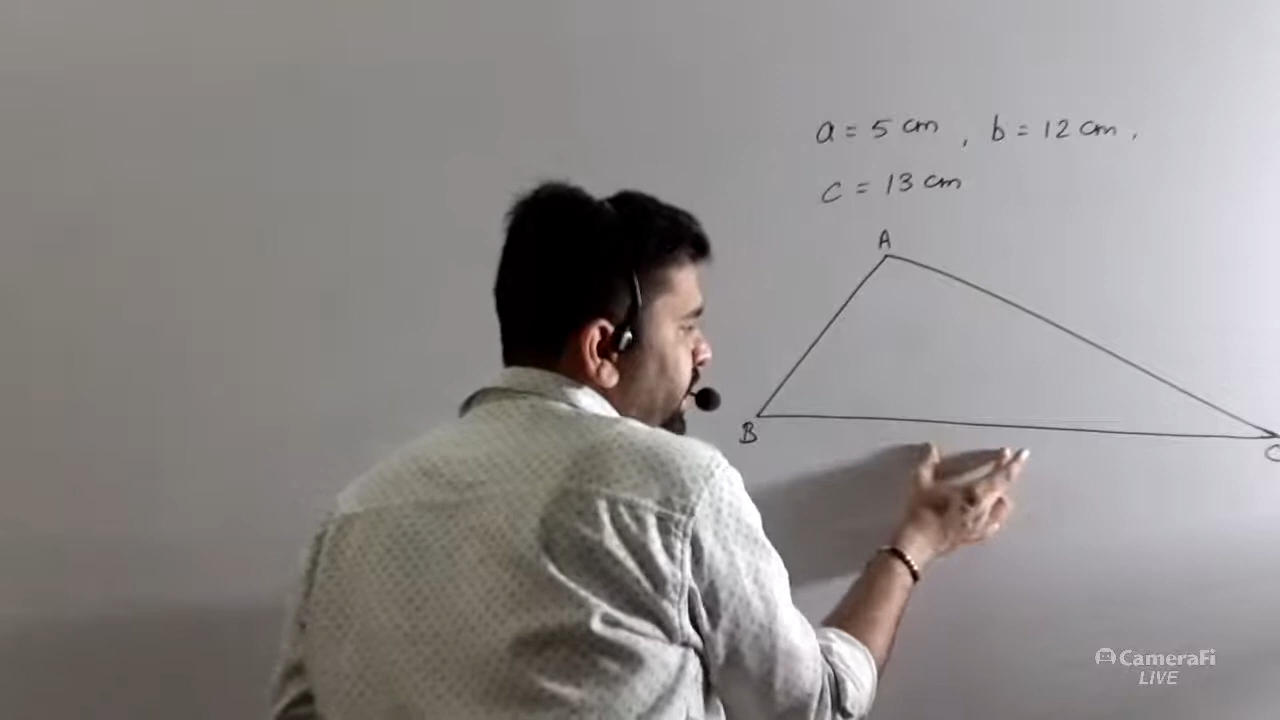 a = 5 cm , b = 12 cm ,
c = 13 cm
A
B
C
CameraFi
LIVE